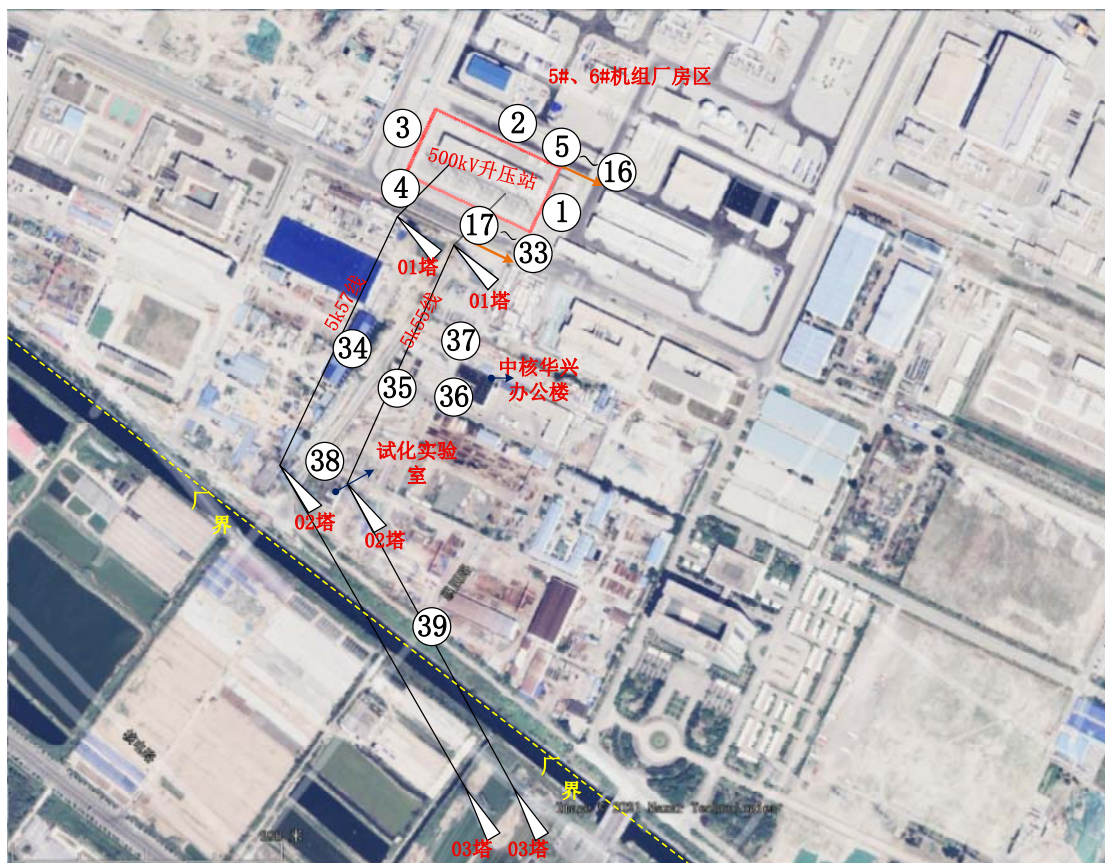 5#、6#机组厂房区
3
2
5
~
16
500kV升压站
4
1
17
~
33
01塔
01塔
5k57线
5k55线
34
37
35
中核华兴
办公楼
36
38
试化实验
室
厂
界
02塔
02塔
39
厂
界
03塔
03塔